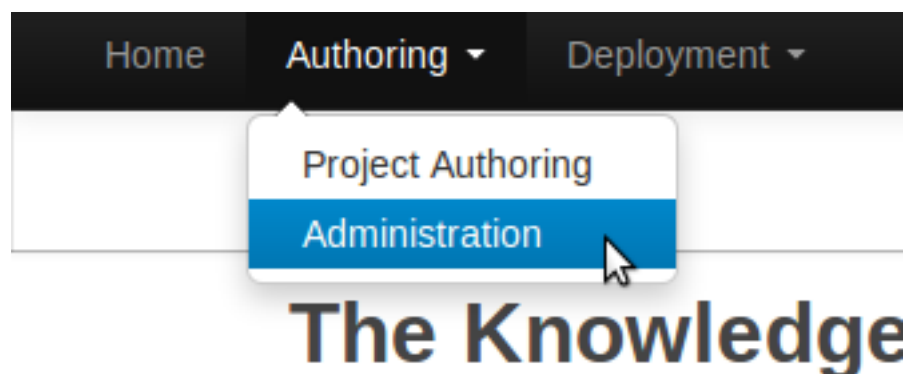 Home Authoring Deployment
Project Authoring
Administration
The Knowledge